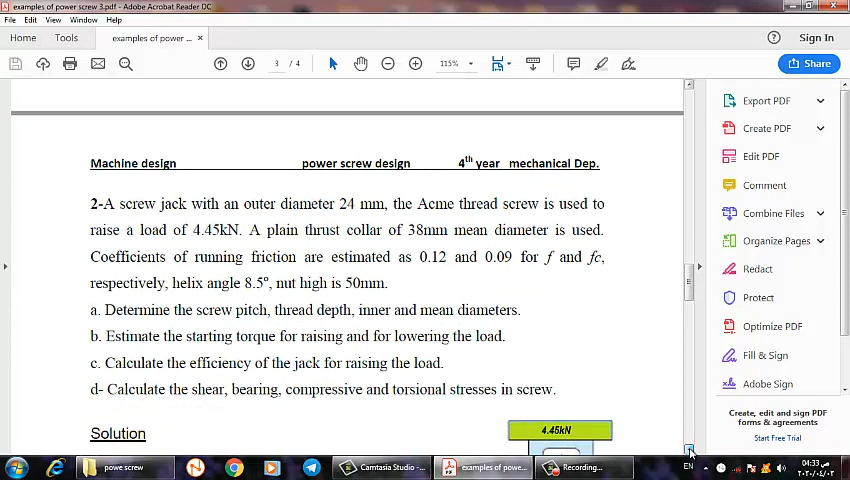 examples of power screw 3.pdf - Adobe Acrobat Reader DC
File Edit View Window Help
Home Tools examples of power ... × Sign In
3 / 4 115% Share
Machine design power screw design 4th year mechanical Dep.
2-A screw jack with an outer diameter 24 mm, the Acme thread screw is used to
raise a load of 4.45kN. A plain thrust collar of 38mm mean diameter is used.
Coefficients of running friction are estimated as 0.12 and 0.09 for f and fc,
respectively, helix angle 8.5º, nut high is 50mm.
a. Determine the screw pitch, thread depth, inner and mean diameters.
b. Estimate the starting torque for raising and for lowering the load.
c. Calculate the efficiency of the jack for raising the load.
d- Calculate the shear, bearing, compressive and torsional stresses in screw.
Solution
4.45kN
Export PDF
Create PDF
Edit PDF
Comment
Combine Files
Organize Pages
Redact
Protect
Optimize PDF
Fill & Sign
Adobe Sign
Create, edit and sign PDF
forms & agreements
Start Free Trial
powe screw
Camtasia Studio - ...
examples of powe...
Recording...
EN
04:33 ص
٢٠٢٠/٠٤/٠٢